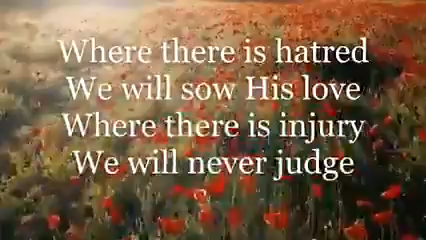 Where there is hatred
We will sow His love
Where there is injury
We will never judge